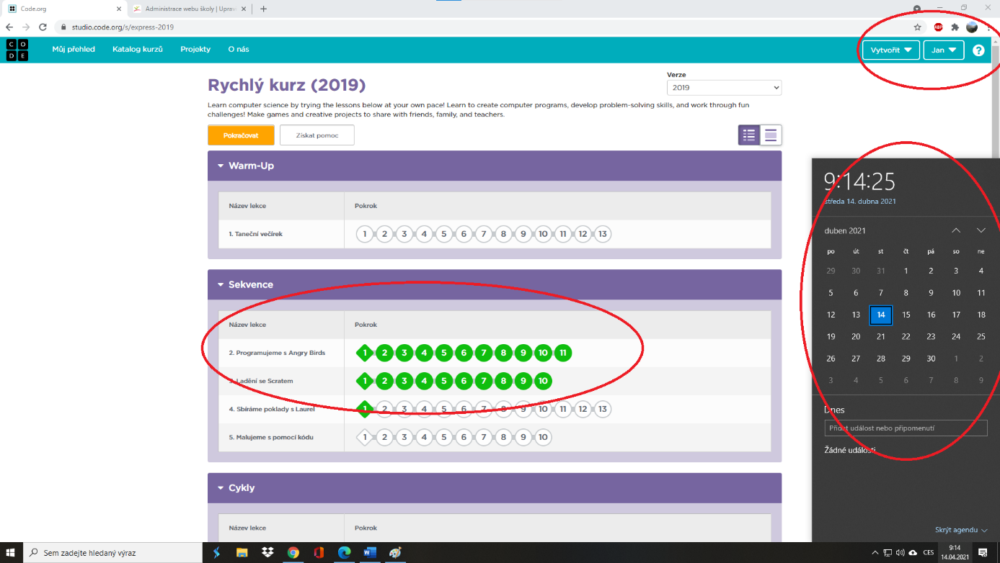 Code.org
Administrace webu školy | Uprav
studio.code.org/s/express-2019
ABP
C O
D E
Můj přehled Katalog kurzů Projekty O nás
Vytvořit Jan ?
Rychlý kurz (2019)
Verze
2019
Learn computer science by trying the lessons below at your own pace! Learn to create computer programs, develop problem-solving skills, and work through fun
challenges! Make games and creative projects to share with friends, family, and teachers.
Pokračovat Získat pomoc
Warm-Up
Název lekce Pokrok
1. Taneční večírek 1 2 3 4 5 6 7 8 9 10 11 12 13
Sekvence
Název lekce Pokrok
2. Programujeme s Angry Birds 1 2 3 4 5 6 7 8 9 10 11
3. Ladění se Scratem 1 2 3 4 5 6 7 8 9 10
4. Sbíráme poklady s Laurel 1 2 3 4 5 6 7 8 9 10 11 12 13
5. Malujeme s pomocí kódu 1 2 3 4 5 6 7 8 9 10
Cykly
Název lekce Pokrok
9:14:25
středa 14. dubna 2021
duben 2021
po út st čt pá so ne
29 30 31 1 2 3 4
5 6 7 8 9 10 11
12 13 14 15 16 17 18
19 20 21 22 23 24 25
26 27 28 29 30 1 2
3 4 5 6 7 8 9
Dnes
Přidat událost nebo připomenutí
Žádné události
Skrýt agendu
Sem zadejte hledaný výraz
CES
9:14
14.04.2021